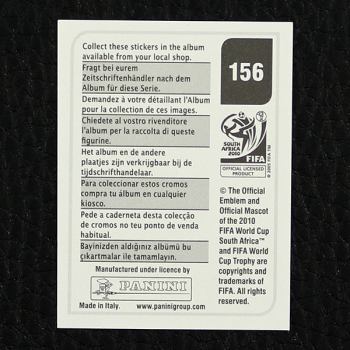 Collect these stickers in the album
available from your local shop.
Fragt bei eurem
Zeitschriftenhändler nach dem
Album für diese Serie.
Demandez à votre détaillant l'Album
pour la collection de ces images.
Chiedete al vostro rivenditore
l'album per la raccolta di queste
figurine.
Het album en de andere
plaatjes zijn verkrijgbaar bij de
tijdschrifthandelaar.
Para coleccionar estos cromos
compra tu álbum en cualquier
kiosco.
Pede a caderneta desta colecção
de cromos no teu ponto de venda
habitual.
Bayinizden aldığınız albümü bu
çıkartmalar ile tamamlayın.
Manufactured under licence by
PANINI
Made in Italy. www.paninigroup.com
156
SOUTH AFRICA
2010
FIFA
OFFICIAL LICENSED
PRODUCT
© 2005 FIFA TM
© The Official
Emblem and
Official Mascot
of the 2010
FIFA World Cup
South Africa™
and FIFA World
Cup Trophy are
copyrights and
trademarks of
FIFA. All rights
reserved.